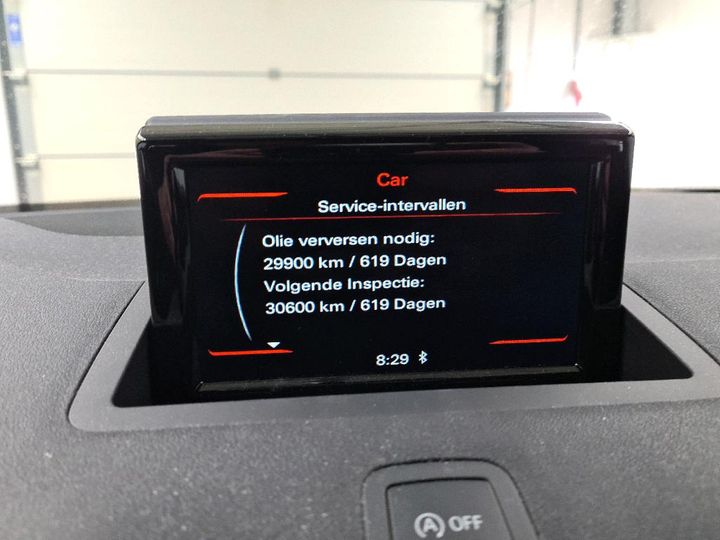 Car
Service-intervallen
Olie verversen nodig:
29900 km / 619 Dagen
Volgende Inspectie:
30600 km / 619 Dagen
8:29
A OFF